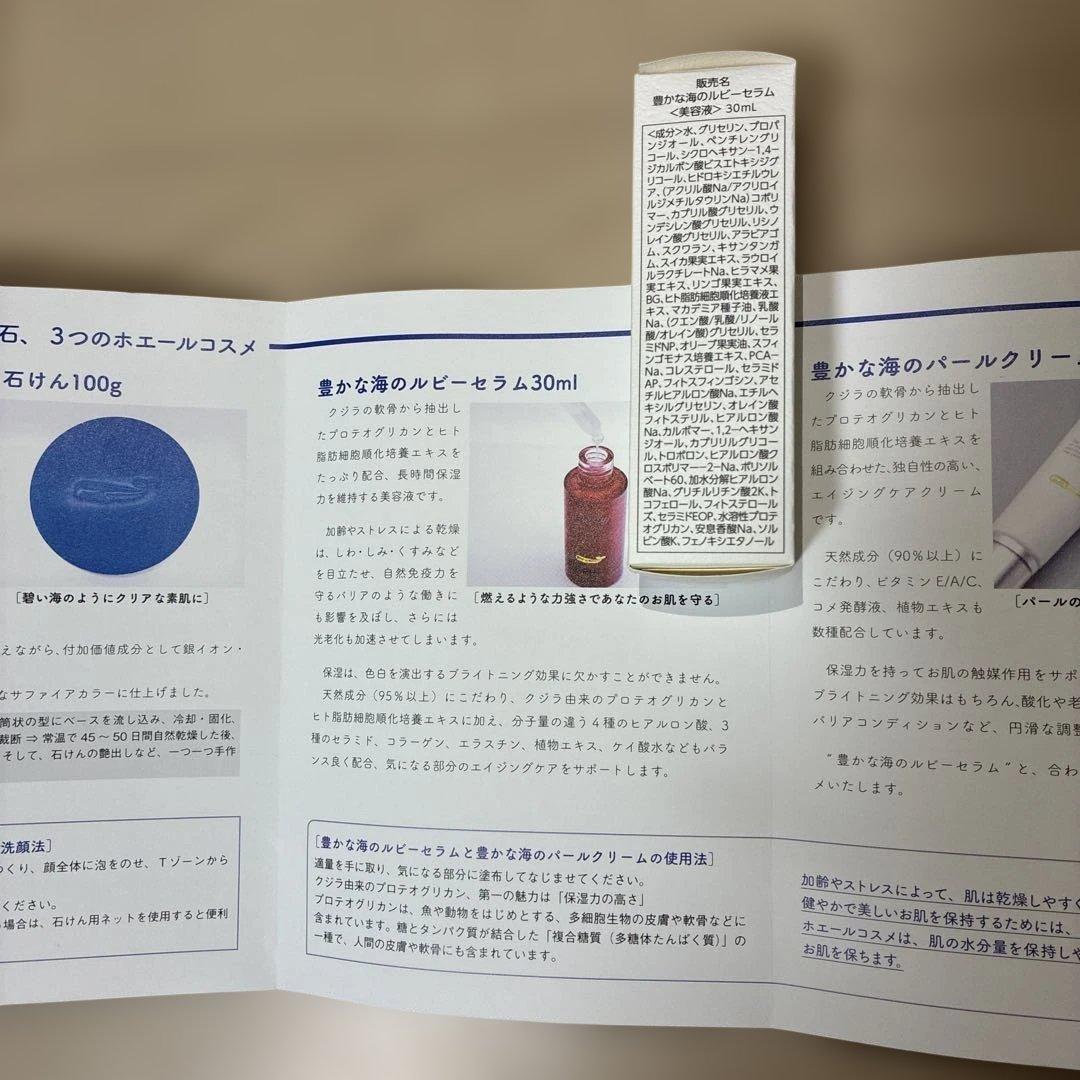 販売名
豊かな海のルビーセラム
<美容液> 30mL
<成分>水、グリセリン、プロパ
ンジオール、ペンチレングリ
コール、シクロヘキサン-1,4-
ジカルボン酸ビスエトキシジグ
リコール、ヒドロキシエチルウレ
ア、(アクリル酸Na/アクリロイ
ルジメチルタウリンNa)コポリ
マー、カプリル酸グリセリル、ウ
ンデシレン酸グリセリル、リシノ
レイン酸グリセリル、アラビアゴ
ム、スクワラン、キサンタンガ
ム、スイカ果実エキス、ラウロイ
ルラクチレートNa、ヒラマメ果
実エキス、リンゴ果実エキス、
BG、ヒト脂肪細胞順化培養液エ
キス、マカデミア種子油、乳酸
Na、(クエン酸/乳酸/リノール
酸/オレイン酸)グリセリル、セラ
ミドNP、オリーブ果実油、スフィ
ンゴモナス培養エキス、PCA-
Na、コレステロール、セラミド
AP、フィトスフィンゴシン、アセ
チルヒアルロン酸Na、エチルヘ
キシルグリセリン、オレイン酸
フィトステリル、ヒアルロン酸
Na、カルボマー、1,2-ヘキサン
ジオール、カプリリルグリコー
ル、トロポロン、ヒアルロン酸ク
ロスポリマー-2-Na、ポリソル
ベート60、加水分解ヒアルロン
酸Na、グリチルリチン酸2K、ト
コフェロール、フィトステロール
ズ、セラミドEOP、水溶性プロテ
オグリカン、安息香酸Na、ソル
ビン酸K、フェノキシエタノール
石、3つのホエールコスメ
石けん100g
[碧い海のようにクリアな素肌に]
えながら、付加価値成分として銀イオン・
なサファイアカラーに仕上げました。
筒状の型にベースを流し込み、冷却・固化、
裁断 ⇒ 常温で 45 〜 50 日間自然乾燥した後、
そして、石けんの艶出しなど、一つ一つ手作
洗顔法]
つくり、顔全体に泡をのせ、Tゾーンから
ください。
場合は、石けん用ネットを使用すると便利
豊かな海のルビーセラム30ml
クジラの軟骨から抽出し
たプロテオグリカンとヒト
脂肪細胞順化培養エキスを
たっぷり配合、長時間保湿
力を維持する美容液です。
加齢やストレスによる乾燥
は、しわ・しみ・くすみなど
を目立たせ、自然免疫力を
守るバリアのような働きに
も影響を及ぼし、さらには
光老化も加速させてしまいます。
[燃えるような力強さであなたのお肌を守る]
保湿は、色白を演出するブライトニング効果に欠かすことができません。
天然成分（95％以上）にこだわり、クジラ由来のプロテオグリカンと
ヒト脂肪細胞順化培養エキスに加え、分子量の違う4種のヒアルロン酸、3
種のセラミド、コラーゲン、エラスチン、植物エキス、ケイ酸水などもバラ
ンス良く配合、気になる部分のエイジングケアをサポートします。
[豊かな海のルビーセラムと豊かな海のパールクリームの使用法]
適量を手に取り、気になる部分に塗布してなじませてください。
クジラ由来のプロテオグリカン、第一の魅力は「保湿力の高さ」
プロテオグリカンは、魚や動物をはじめとする、多細胞生物の皮膚や軟骨などに
含まれています。糖とタンパク質が結合した「複合糖質（多糖体たんぱく質）」の
一種で、人間の皮膚や軟骨にも含まれています。
豊かな海のパールクリー
クジラの軟骨から抽出し
たプロテオグリカンとヒト
脂肪細胞順化培養エキスを
組み合わせた、独自性の高い、
エイジングケアクリーム
です。
天然成分（90％以上）に
こだわり、ビタミンE/A/C、
コメ発酵液、植物エキスも
数種配合しています。
[パールの
保湿力を持ってお肌の触媒作用をサポ
ブライトニング効果はもちろん、酸化や老
バリアコンディションなど、円滑な調整
“豊かな海のルビーセラム”と、合わ
メいたします。
加齢やストレスによって、肌は乾燥しやすく
健やかで美しいお肌を保持するためには、
ホエールコスメは、肌の水分量を保持しや
お肌を保ちます。